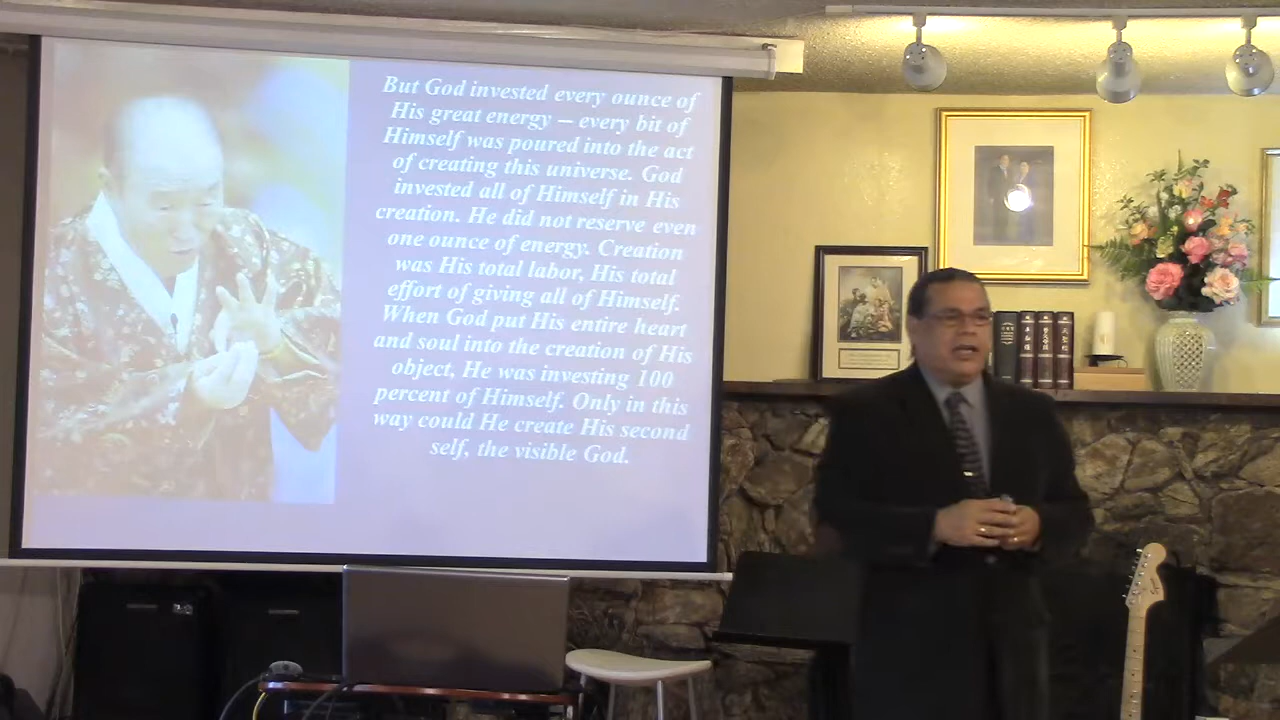 But God invested every ounce of
His great energy – every bit of
Himself was poured into the act
of creating this universe. God
invested all of Himself in His
creation. He did not reserve even
one ounce of energy. Creation
was His total labor, His total
effort of giving all of Himself.
When God put His entire heart
and soul into the creation of His
object, He was investing 100
percent of Himself. Only in this
way could He create His second
self, the visible God.